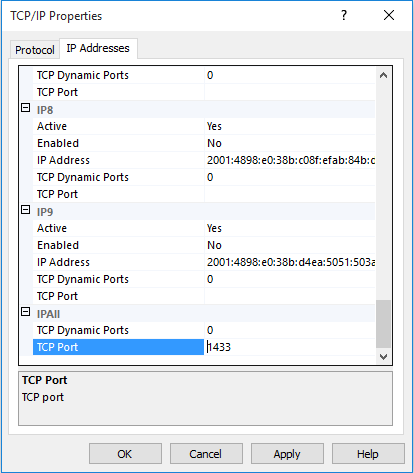 TCP/IP Properties ? ×
Protocol IP Addresses
TCP Dynamic Ports 0
TCP Port
IP8
Active Yes
Enabled No
IP Address 2001:4898:e0:38b:c08f:efab:84b:c
TCP Dynamic Ports 0
TCP Port
IP9
Active Yes
Enabled No
IP Address 2001:4898:e0:38b:d4ea:5051:503a
TCP Dynamic Ports 0
TCP Port
IPAll
TCP Dynamic Ports 0
TCP Port 1433
TCP Port
TCP port
OK Cancel Apply Help